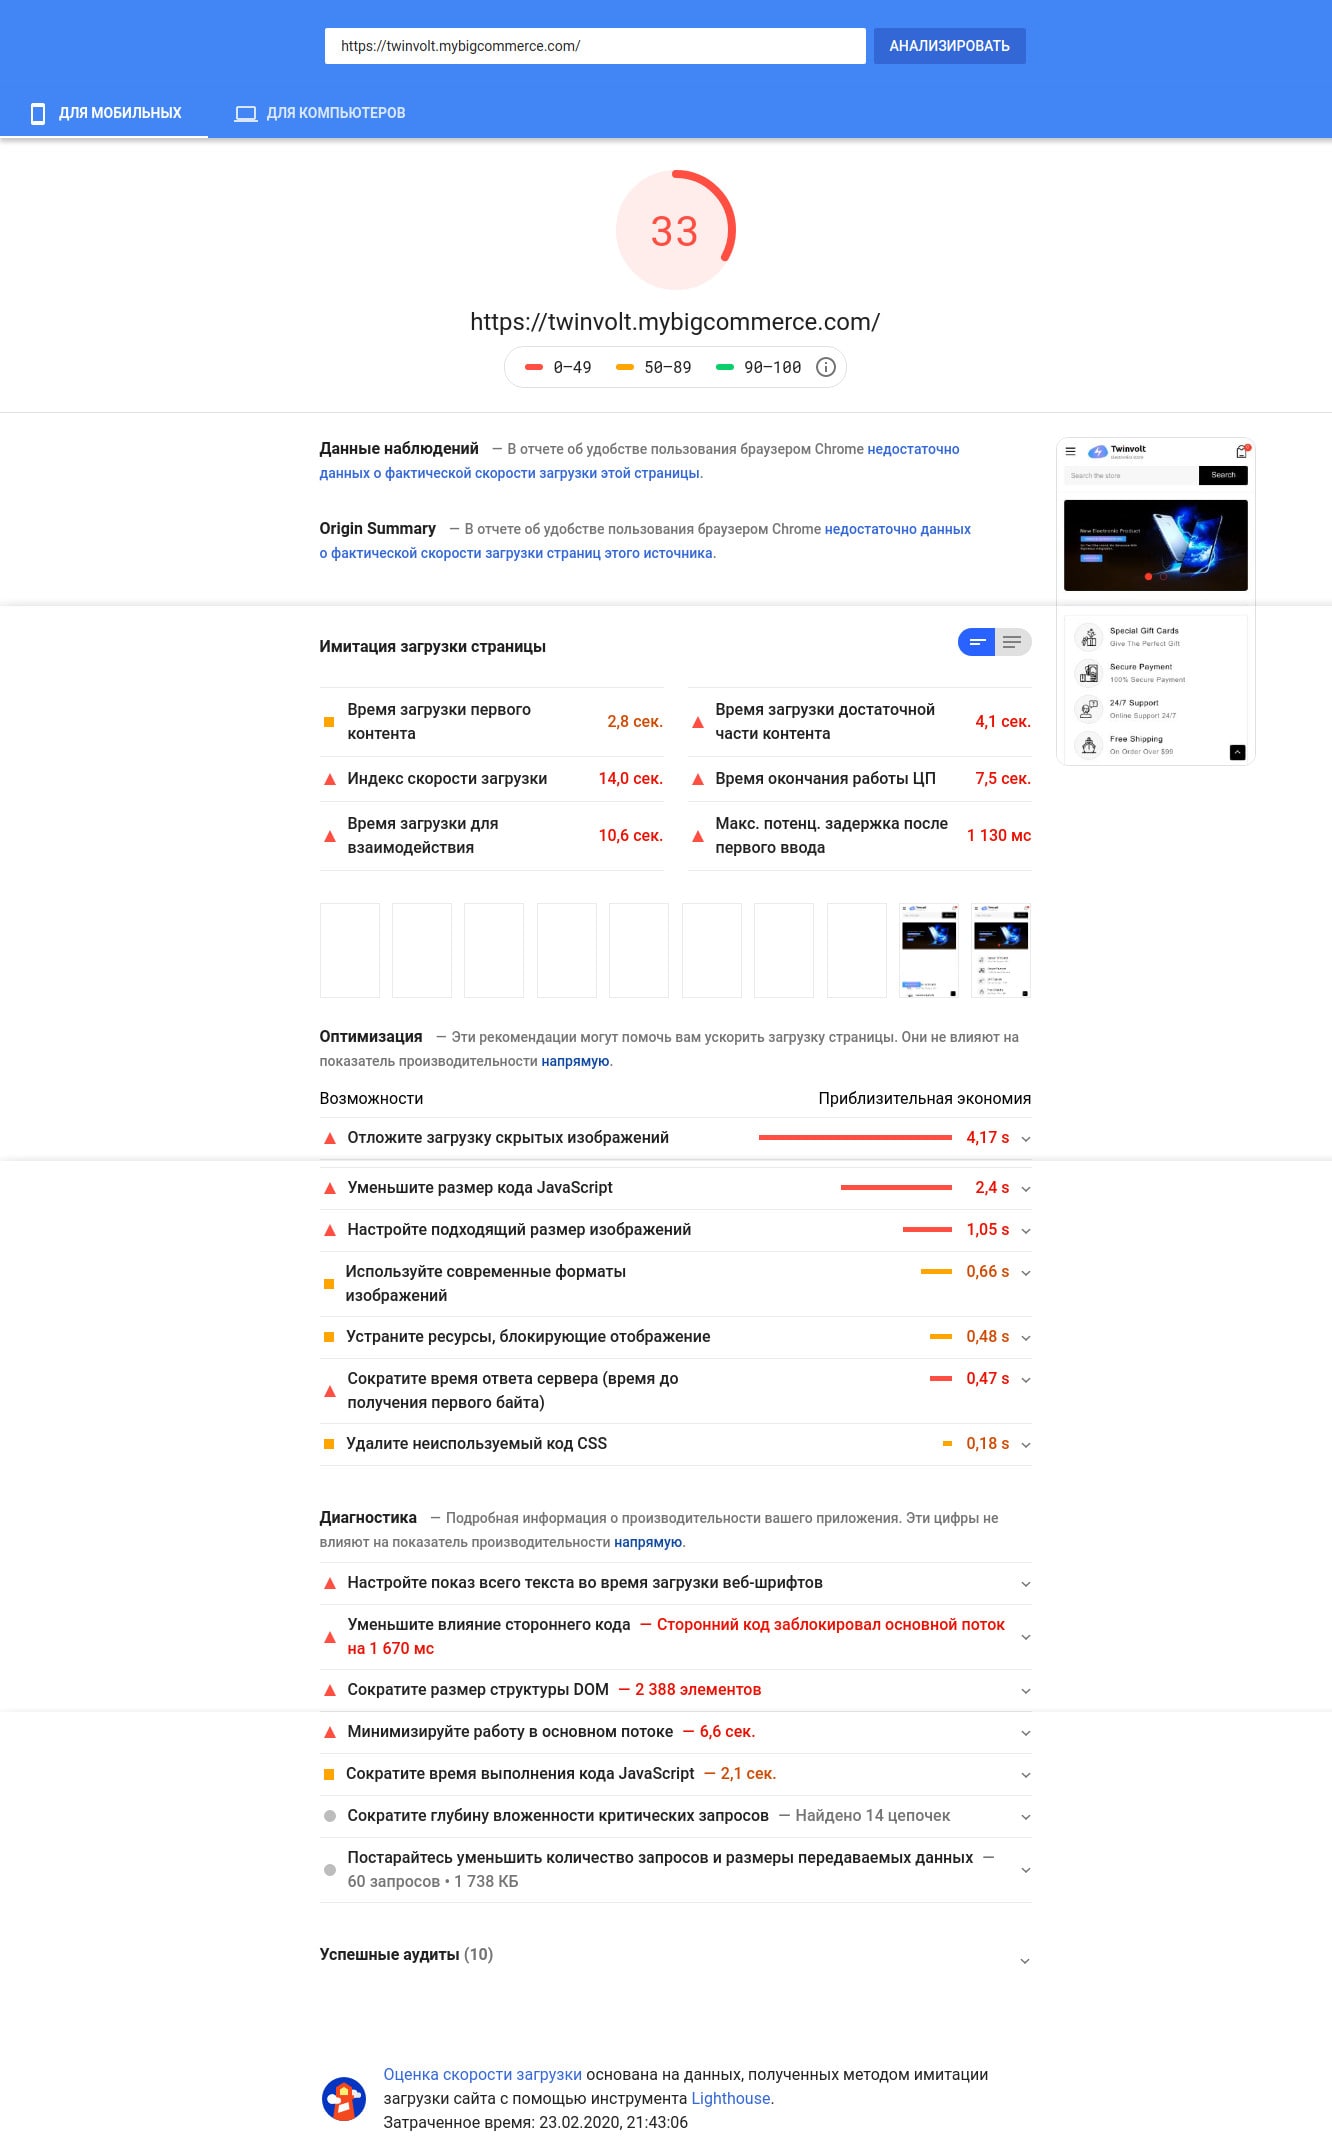 https://twinvolt.mybigcommerce.com/
АНАЛИЗИРОВАТЬ
ДЛЯ МОБИЛЬНЫХ
ДЛЯ КОМПЬЮТЕРОВ
33
https://twinvolt.mybigcommerce.com/
0–49
50–89
90–100
Данные наблюдений — В отчете об удобстве пользования браузером Chrome недостаточно
данных о фактической скорости загрузки этой страницы.
Origin Summary — В отчете об удобстве пользования браузером Chrome недостаточно данных
о фактической скорости загрузки страниц этого источника.
Twinvolt
Search the store
Search
New Electronic Product
Special Gift Cards
Give The Perfect Gift
Secure Payment
100% Secure Payment
24/7 Support
Online Support 24/7
Free Shipping
On Order Over $99
Имитация загрузки страницы
Время загрузки первого
контента
2,8 сек.
Время загрузки достаточной
части контента
4,1 сек.
Индекс скорости загрузки
14,0 сек.
Время окончания работы ЦП
7,5 сек.
Время загрузки для
взаимодействия
10,6 сек.
Макс. потенц. задержка после
первого ввода
1 130 мс
Оптимизация — Эти рекомендации могут помочь вам ускорить загрузку страницы. Они не влияют на
показатель производительности напрямую.
Возможности
Приблизительная экономия
Отложите загрузку скрытых изображений
4,17 s
Уменьшите размер кода JavaScript
2,4 s
Настройте подходящий размер изображений
1,05 s
Используйте современные форматы
изображений
0,66 s
Устраните ресурсы, блокирующие отображение
0,48 s
Сократите время ответа сервера (время до
получения первого байта)
0,47 s
Удалите неиспользуемый код CSS
0,18 s
Диагностика — Подробная информация о производительности вашего приложения. Эти цифры не
влияют на показатель производительности напрямую.
Настройте показ всего текста во время загрузки веб-шрифтов
Уменьшите влияние стороннего кода — Сторонний код заблокировал основной поток
на 1 670 мс
Сократите размер структуры DOM — 2 388 элементов
Минимизируйте работу в основном потоке — 6,6 сек.
Сократите время выполнения кода JavaScript — 2,1 сек.
Сократите глубину вложенности критических запросов — Найдено 14 цепочек
Постарайтесь уменьшить количество запросов и размеры передаваемых данных —
60 запросов • 1 738 КБ
Успешные аудиты (10)
Оценка скорости загрузки основана на данных, полученных методом имитации
загрузки сайта с помощью инструмента Lighthouse.
Затраченное время: 23.02.2020, 21:43:06